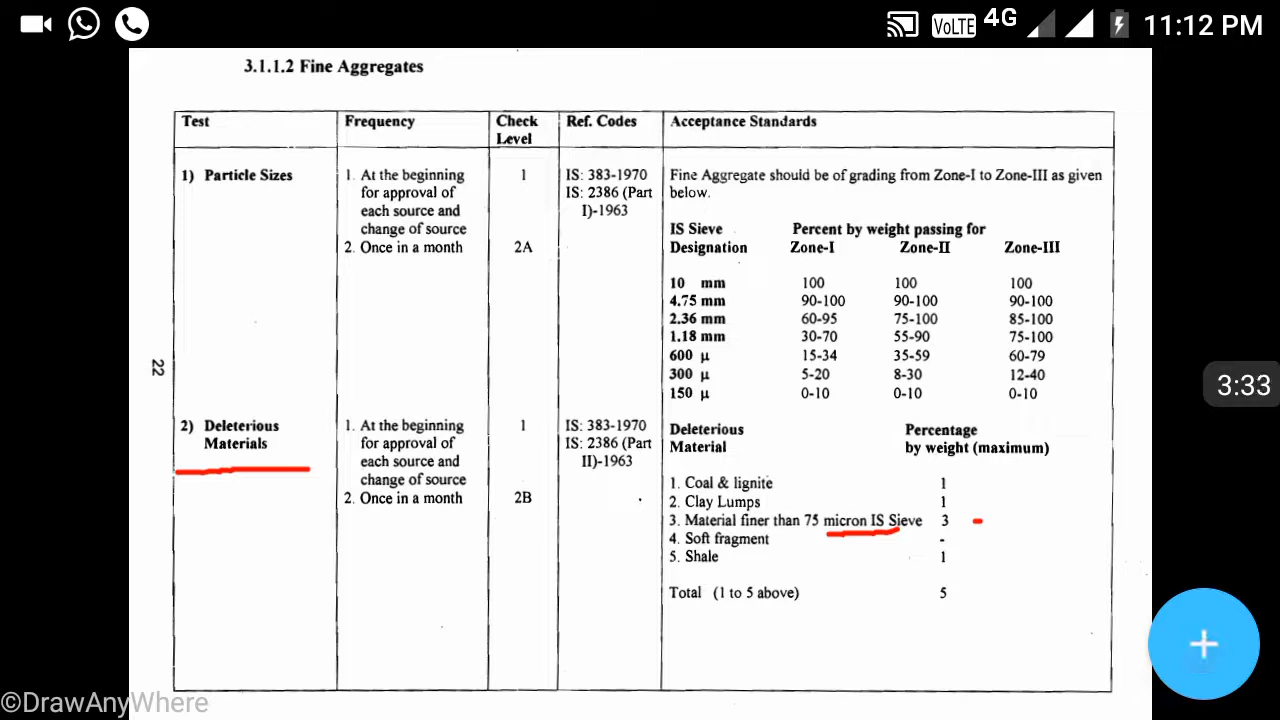 VoLTE 4G 11:12 PM
3.1.1.2 Fine Aggregates
Test Frequency Check Level Ref. Codes Acceptance Standards
1) Particle Sizes
1. At the beginning
for approval of
each source and
change of source
2. Once in a month
1
2A
IS: 383-1970
IS: 2386 (Part
I)-1963
Fine Aggregate should be of grading from Zone-I to Zone-III as given
below.
IS Sieve Percent by weight passing for
Designation Zone-I Zone-II Zone-III
10 mm 100 100 100
4.75 mm 90-100 90-100 90-100
2.36 mm 60-95 75-100 85-100
1.18 mm 30-70 55-90 75-100
600 µ 15-34 35-59 60-79
300 µ 5-20 8-30 12-40
150 µ 0-10 0-10 0-10
22
3:33
2) Deleterious
Materials
1. At the beginning
for approval of
each source and
change of source
2. Once in a month
1
2B
IS: 383-1970
IS: 2386 (Part
II)-1963
Deleterious Percentage
Material by weight (maximum)
1. Coal & lignite 1
2. Clay Lumps 1
3. Material finer than 75 micron IS Sieve 3
4. Soft fragment -
5. Shale 1
Total (1 to 5 above) 5
©DrawAnyWhere